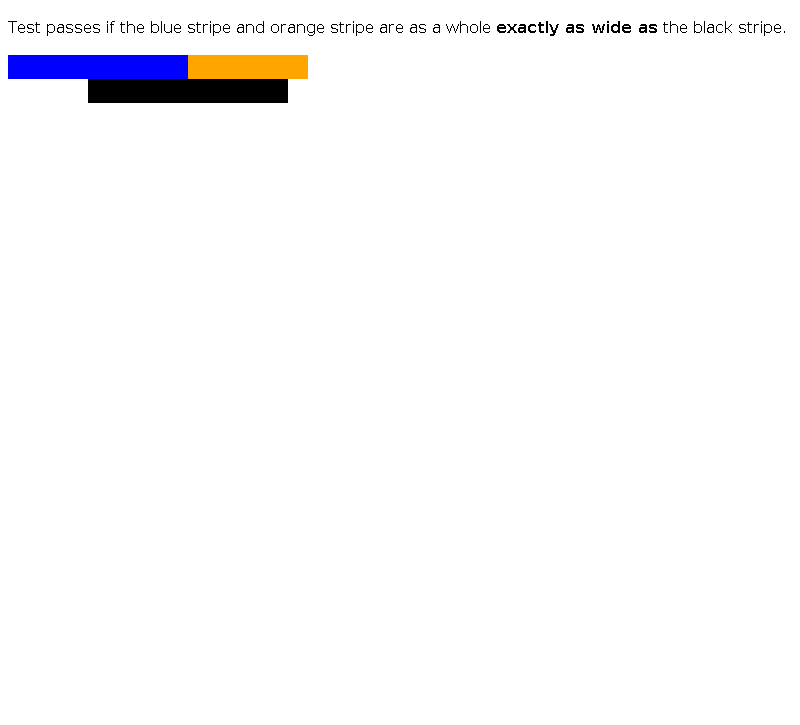 Test passes if the blue stripe and orange stripe are as a whole exactly as wide as the black stripe.